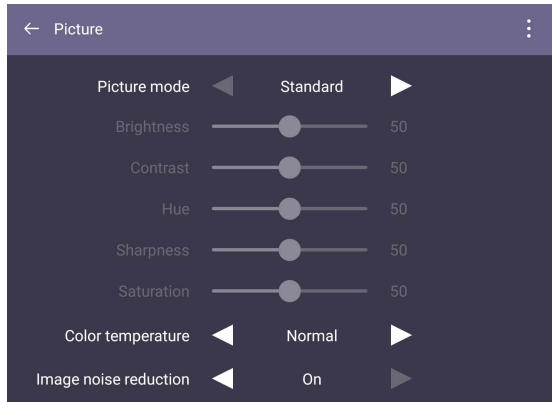 Picture
Picture mode Standard
Brightness 50
Contrast 50
Hue 50
Sharpness 50
Saturation 50
Color temperature Normal
Image noise reduction On